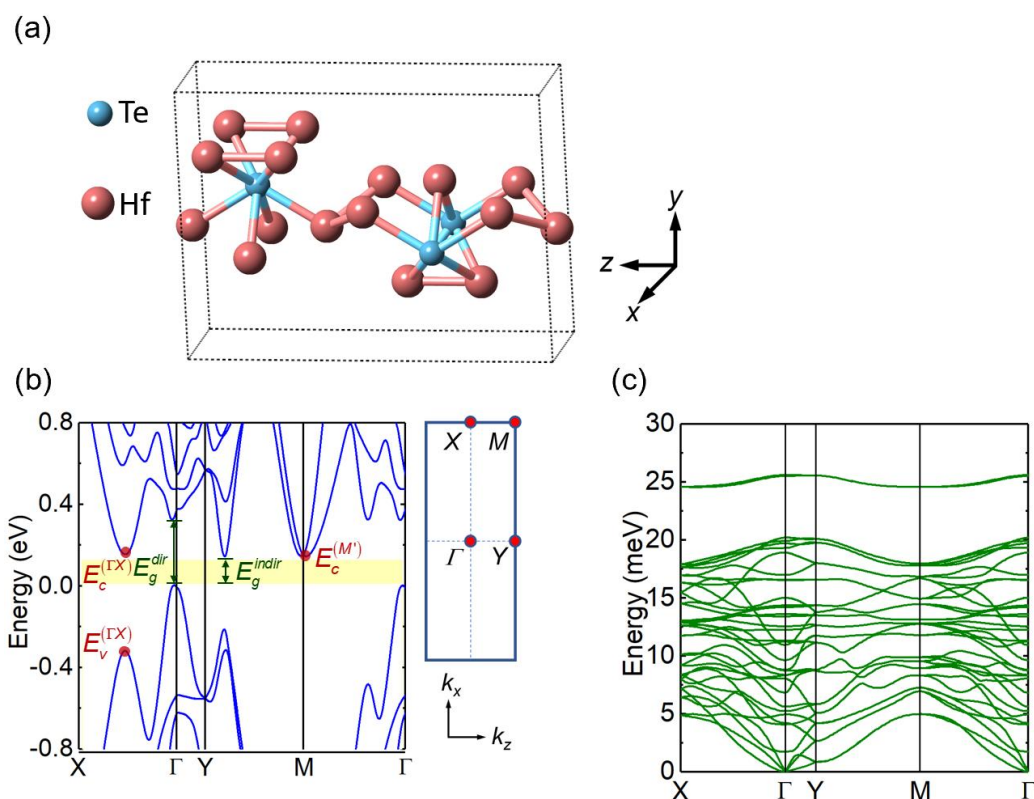 (a)
Te
Hf
y
z
x
(b)
Energy (eV)
0.8
0.4
0.0
-0.4
-0.8
E_c^(ΓX)
E_g^dir
E_g^indir
E_c^(M')
E_v^(ΓX)
X Γ Y M Γ
X M
Γ Y
k_x
k_z
(c)
Energy (meV)
30
25
20
15
10
5
0
X Γ Y M Γ